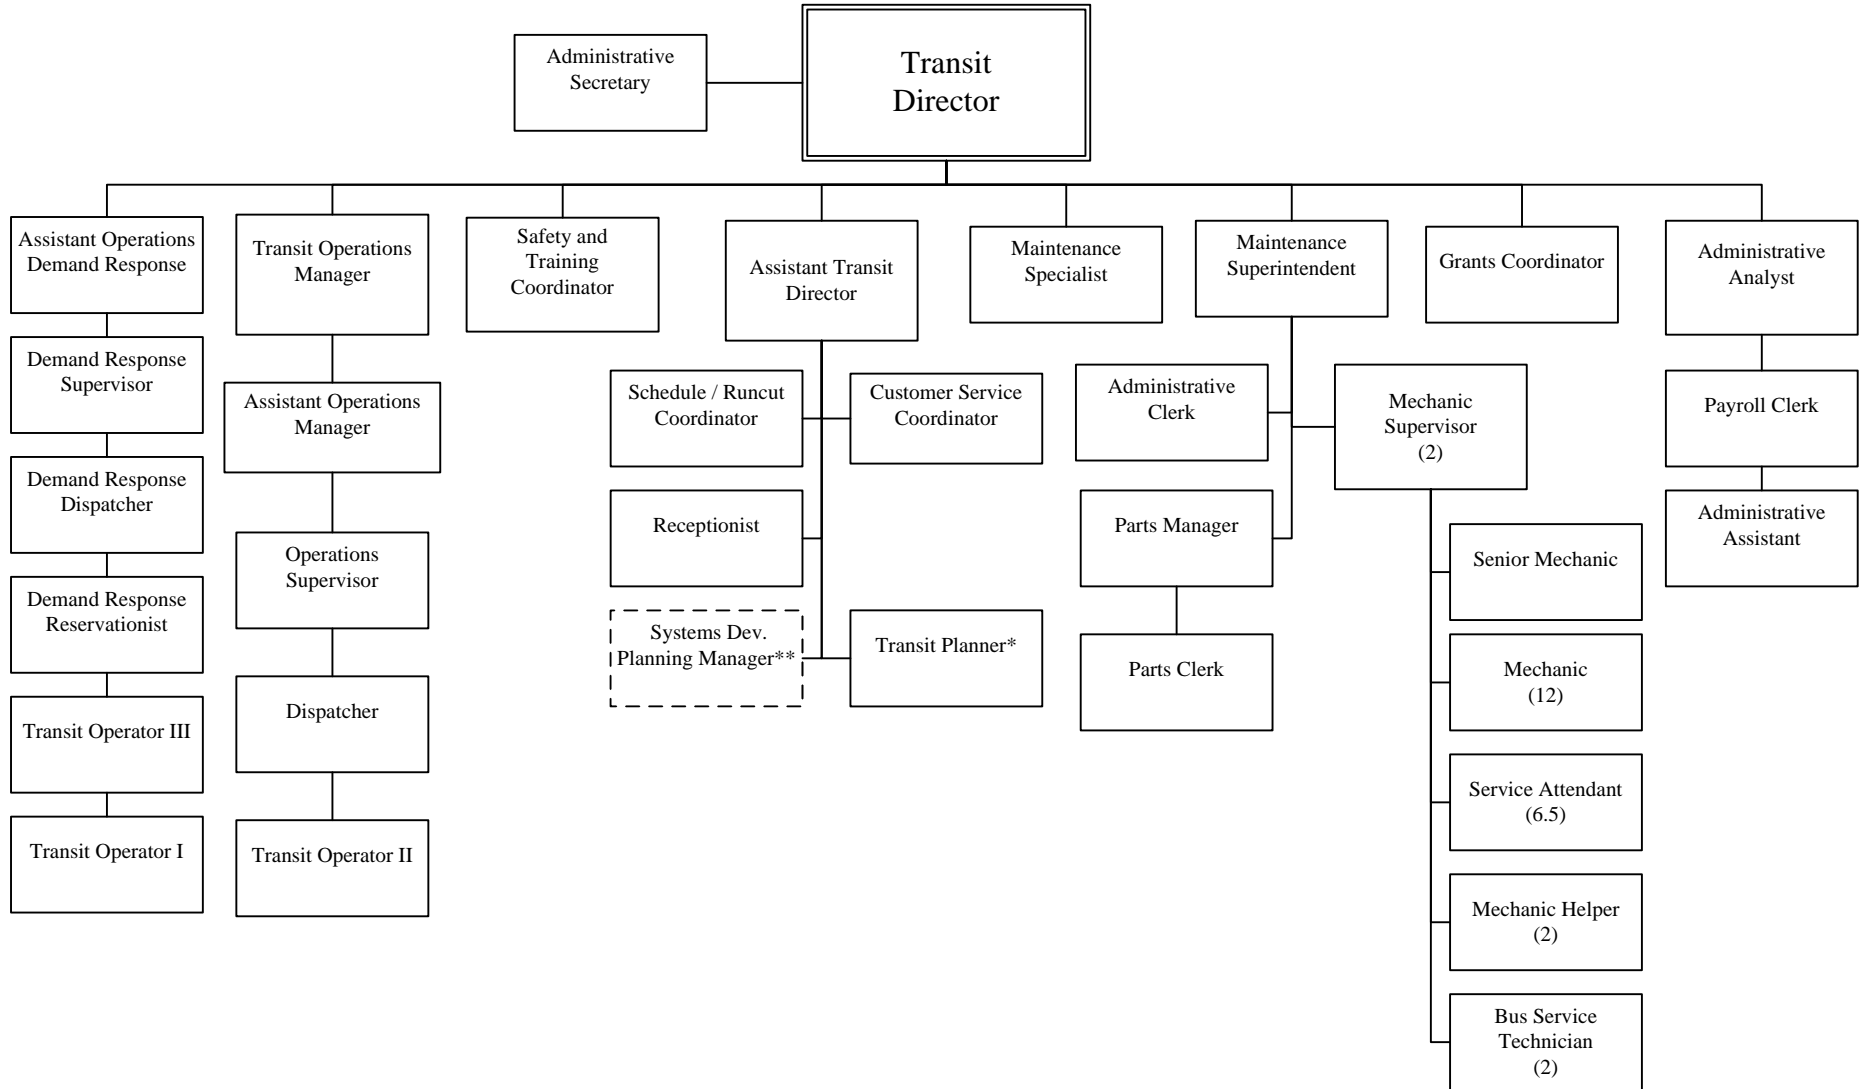 Administrative
Secretary
Transit
Director
Assistant Operations
Demand Response
Transit Operations
Manager
Safety and
Training
Coordinator
Assistant Transit
Director
Maintenance
Specialist
Maintenance
Superintendent
Grants Coordinator
Administrative
Analyst
Demand Response
Supervisor
Assistant Operations
Manager
Schedule / Runcut
Coordinator
Customer Service
Coordinator
Administrative
Clerk
Mechanic
Supervisor
(2)
Payroll Clerk
Demand Response
Dispatcher
Operations
Supervisor
Receptionist
Parts Manager
Senior Mechanic
Administrative
Assistant
Demand Response
Reservationist
Dispatcher
Systems Dev.
Planning Manager**
Transit Planner*
Parts Clerk
Mechanic
(12)
Transit Operator III
Service Attendant
(6.5)
Transit Operator I
Transit Operator II
Mechanic Helper
(2)
Bus Service
Technician
(2)